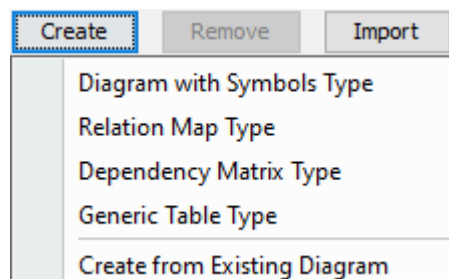 Create Remove Import
Diagram with Symbols Type
Relation Map Type
Dependency Matrix Type
Generic Table Type
Create from Existing Diagram